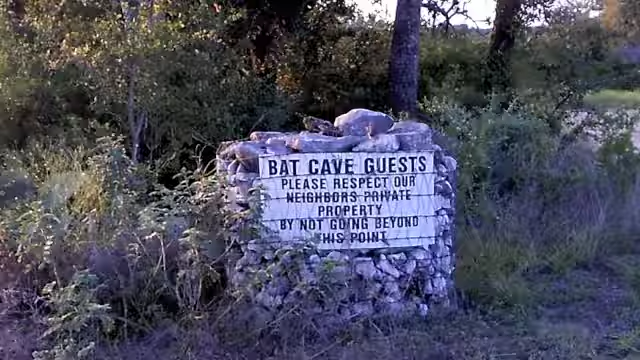 BAT CAVE GUESTS
PLEASE RESPECT OUR
NEIGHBORS PRIVATE
PROPERTY
BY NOT GOING BEYOND
THIS POINT